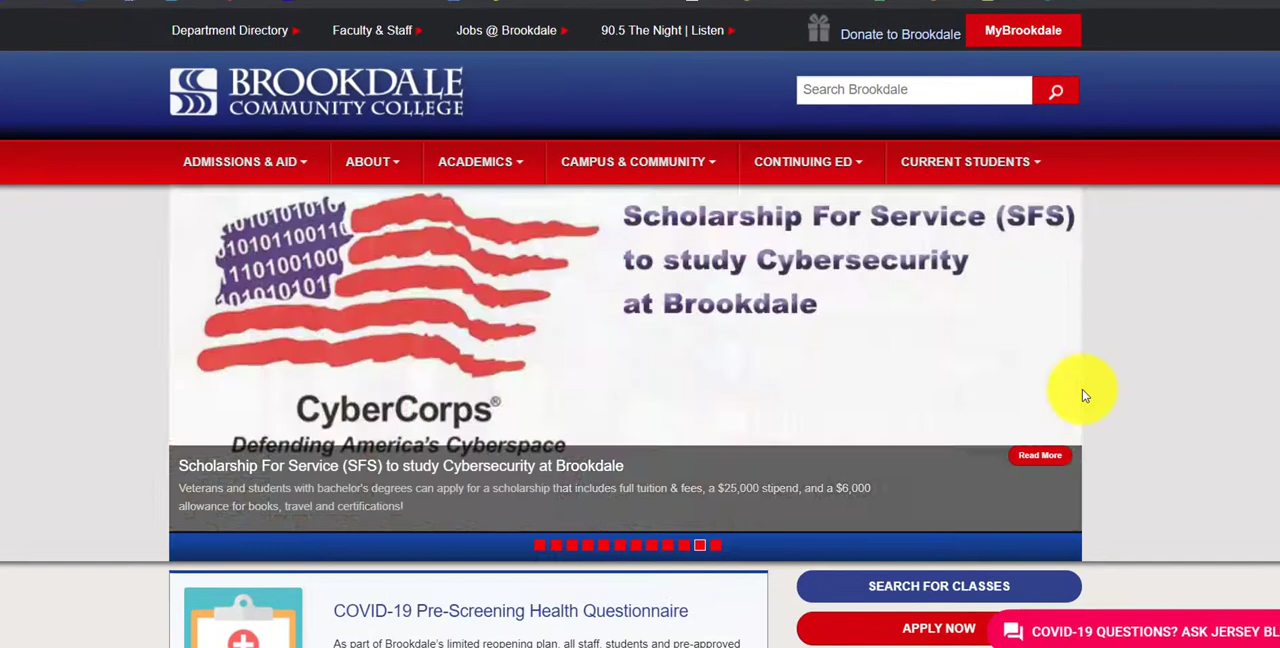 Department Directory
Faculty & Staff
Jobs @ Brookdale
90.5 The Night | Listen
Donate to Brookdale
MyBrookdale
BROOKDALE
COMMUNITY COLLEGE
Search Brookdale
ADMISSIONS & AID
ABOUT
ACADEMICS
CAMPUS & COMMUNITY
CONTINUING ED
CURRENT STUDENTS
Scholarship For Service (SFS)
to study Cybersecurity
at Brookdale
CyberCorps®
Defending America's Cyberspace
Scholarship For Service (SFS) to study Cybersecurity at Brookdale
Read More
Veterans and students with bachelor's degrees can apply for a scholarship that includes full tuition & fees, a $25,000 stipend, and a $6,000
allowance for books, travel and certifications!
COVID-19 Pre-Screening Health Questionnaire
As part of Brookdale's limited reopening plan, all staff, students and pre-approved
SEARCH FOR CLASSES
APPLY NOW
COVID-19 QUESTIONS? ASK JERSEY BL